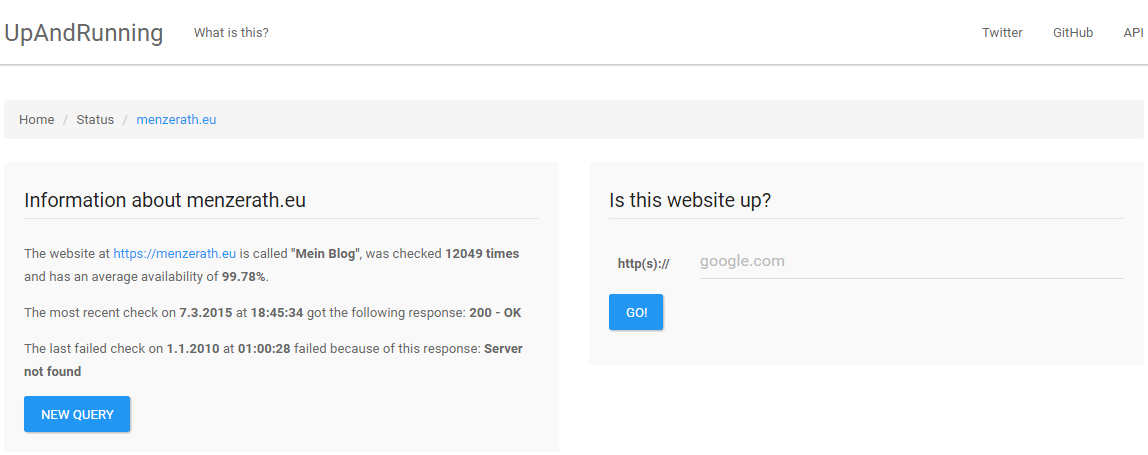 UpAndRunning What is this? Twitter GitHub API
Home / Status / menzerath.eu
Information about menzerath.eu
The website at https://menzerath.eu is called "Mein Blog", was checked 12049 times
and has an average availability of 99.78%.
The most recent check on 7.3.2015 at 18:45:34 got the following response: 200 - OK
The last failed check on 1.1.2010 at 01:00:28 failed because of this response: Server
not found
NEW QUERY
Is this website up?
http(s):// google.com
GO!